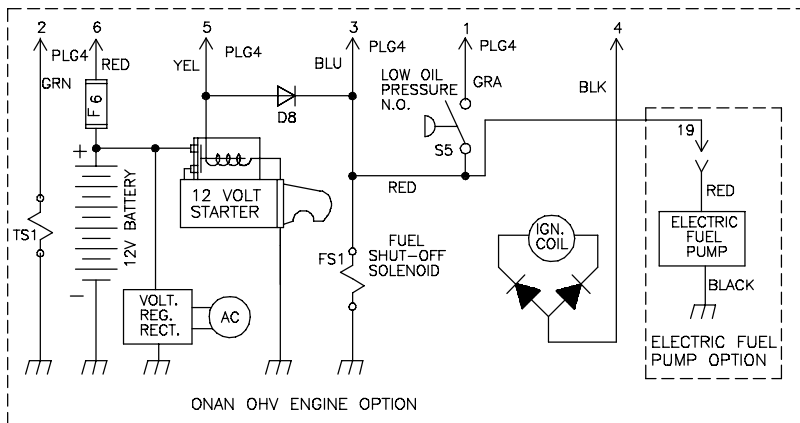 2
6
5
3
1
4
PLG4
RED
GRN
YEL
PLG4
BLU
PLG4
PLG4
GRA
BLK
F 6
LOW OIL
PRESSURE
N.O.
D8
S5
19
+
12 VOLT
STARTER
RED
RED
12V BATTERY
TS1
IGN.
COIL
ELECTRIC
FUEL
PUMP
FUEL
SHUT-OFF
SOLENOID
FS1
BLACK
−
VOLT.
REG.
RECT.
AC
ELECTRIC FUEL
PUMP OPTION
ONAN OHV ENGINE OPTION